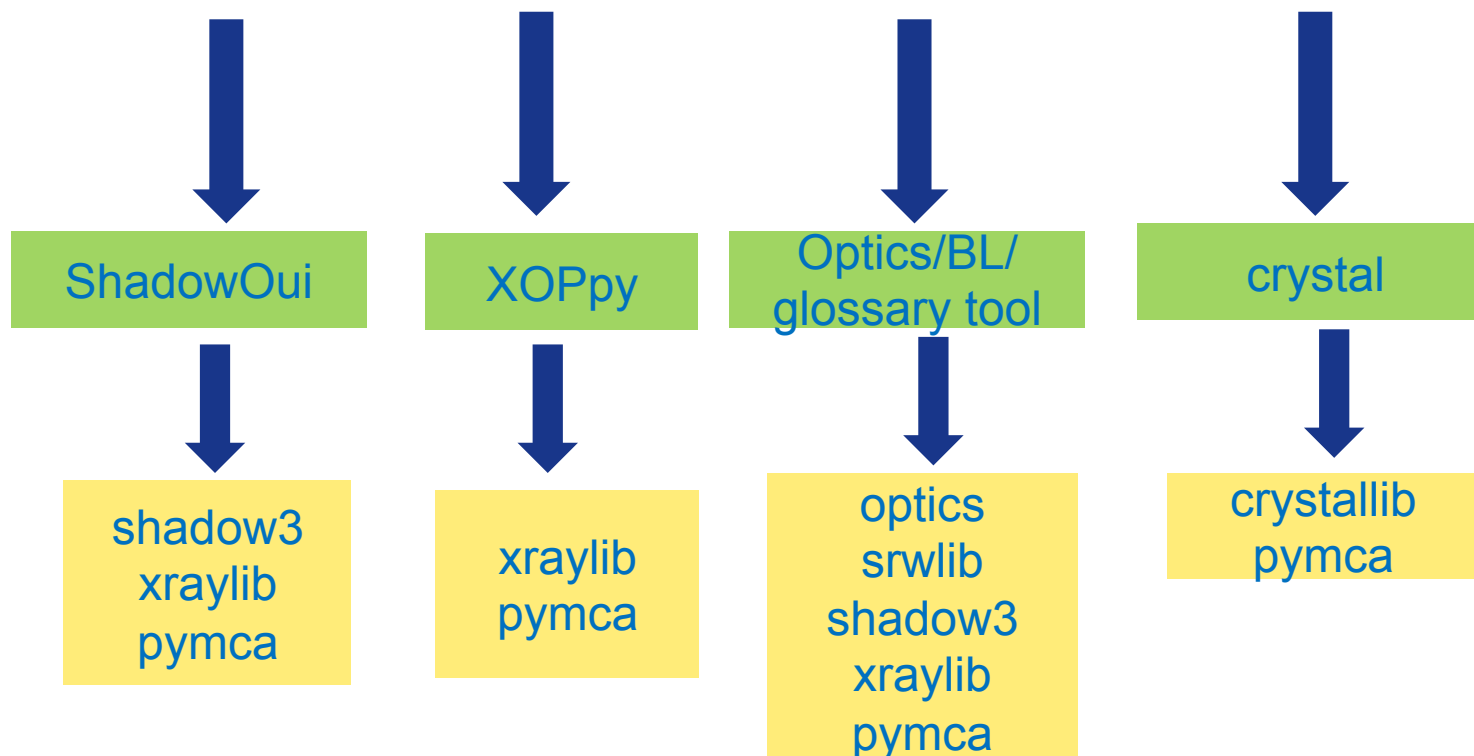 ShadowOui
XOPpy
Optics/BL/
glossary tool
crystal
shadow3
xraylib
pymca
xraylib
pymca
optics
srwlib
shadow3
xraylib
pymca
crystallib
pymca